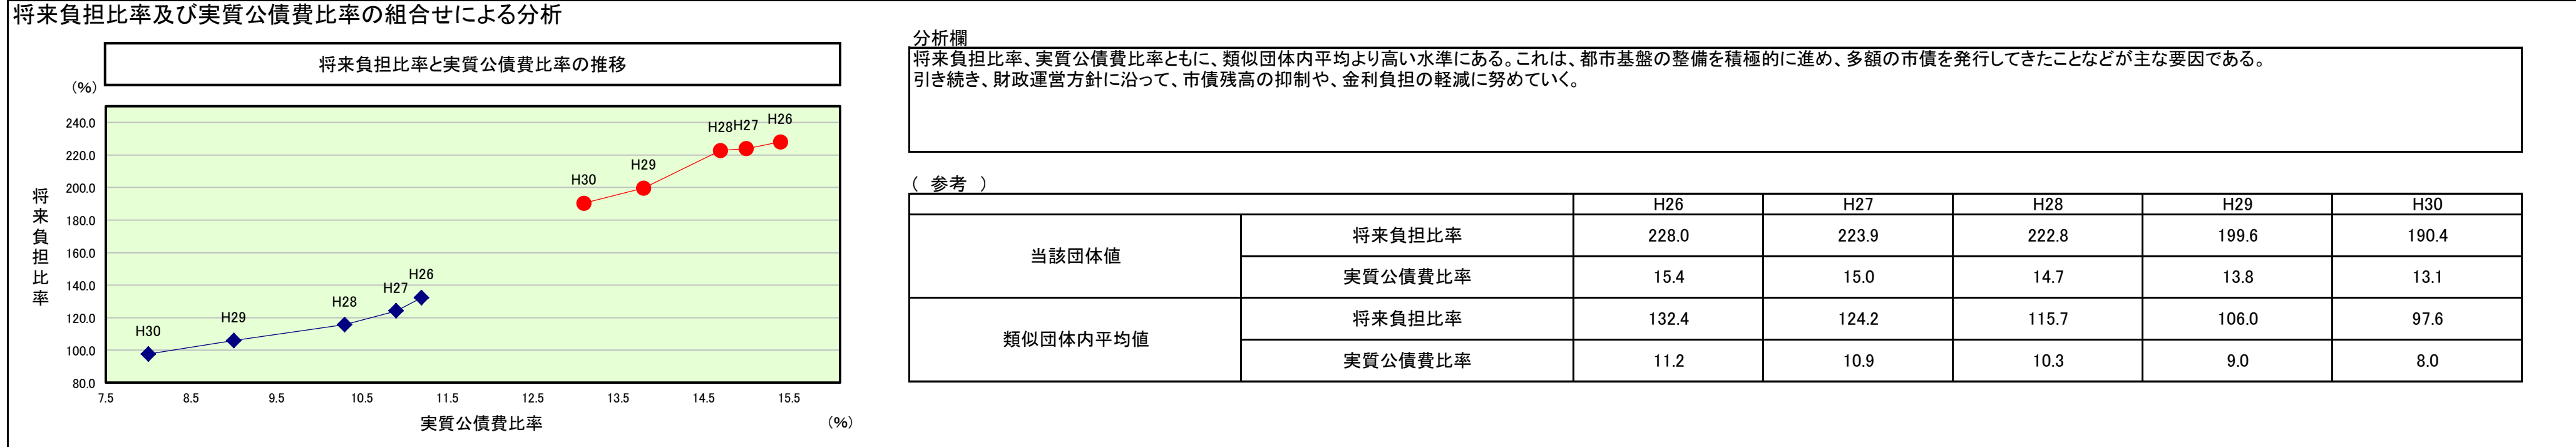 将来負担比率及び実質公債費比率の組合せによる分析
将来負担比率と実質公債費比率の推移
(%)
240.0
220.0
200.0
180.0
160.0
140.0
120.0
100.0
80.0
将来負担比率
H30
H29
H28
H27
H26
H30
H29
H28
H27
H26
7.5 8.5 9.5 10.5 11.5 12.5 13.5 14.5 15.5
実質公債費比率
(%)
分析欄
将来負担比率、実質公債費比率ともに、類似団体内平均より高い水準にある。これは、都市基盤の整備を積極的に進め、多額の市債を発行してきたことなどが主な要因である。
引き続き、財政運営方針に沿って、市債残高の抑制や、金利負担の軽減に努めていく。
( 参考 )
H26 H27 H28 H29 H30
当該団体値
将来負担比率 228.0 223.9 222.8 199.6 190.4
実質公債費比率 15.4 15.0 14.7 13.8 13.1
類似団体内平均値
将来負担比率 132.4 124.2 115.7 106.0 97.6
実質公債費比率 11.2 10.9 10.3 9.0 8.0